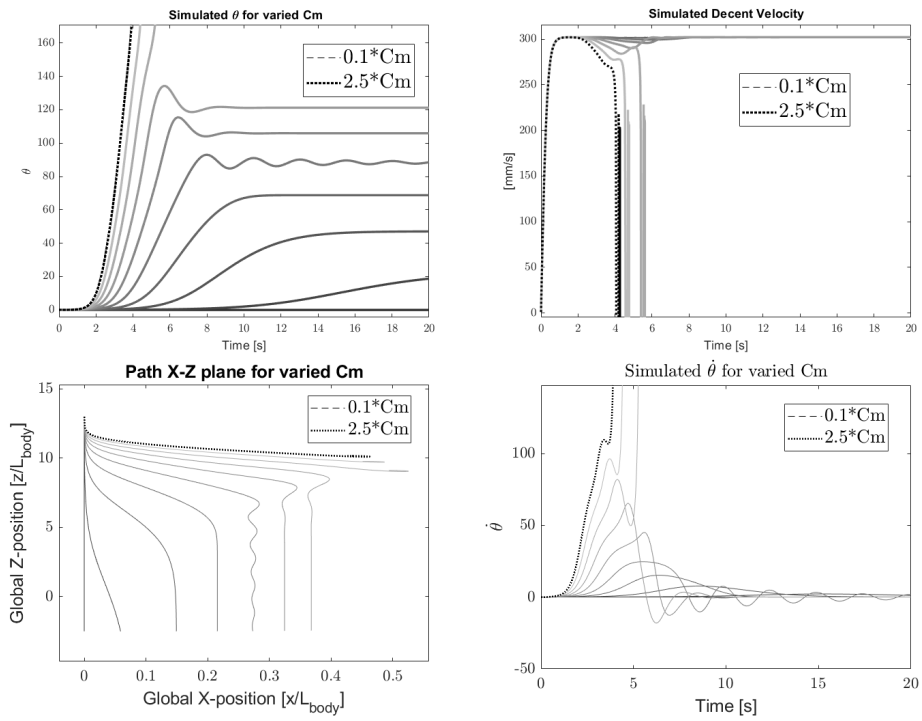 Simulated θ for varied Cm
160
140
120
100
80
60
40
20
0
θ
0.1*Cm
2.5*Cm
0 2 4 6 8 10 12 14 16 18 20
Time [s]
Simulated Decent Velocity
300
250
200
150
100
50
0
[mm/s]
0.1*Cm
2.5*Cm
0 2 4 6 8 10 12 14 16 18 20
Time [s]
Path X-Z plane for varied Cm
15
10
5
0
Global Z-position [z/L_body]
0.1*Cm
2.5*Cm
0 0.1 0.2 0.3 0.4 0.5
Global X-position [x/L_body]
Simulated θ̇ for varied Cm
100
50
0
-50
θ̇
0.1*Cm
2.5*Cm
0 5 10 15 20
Time [s]